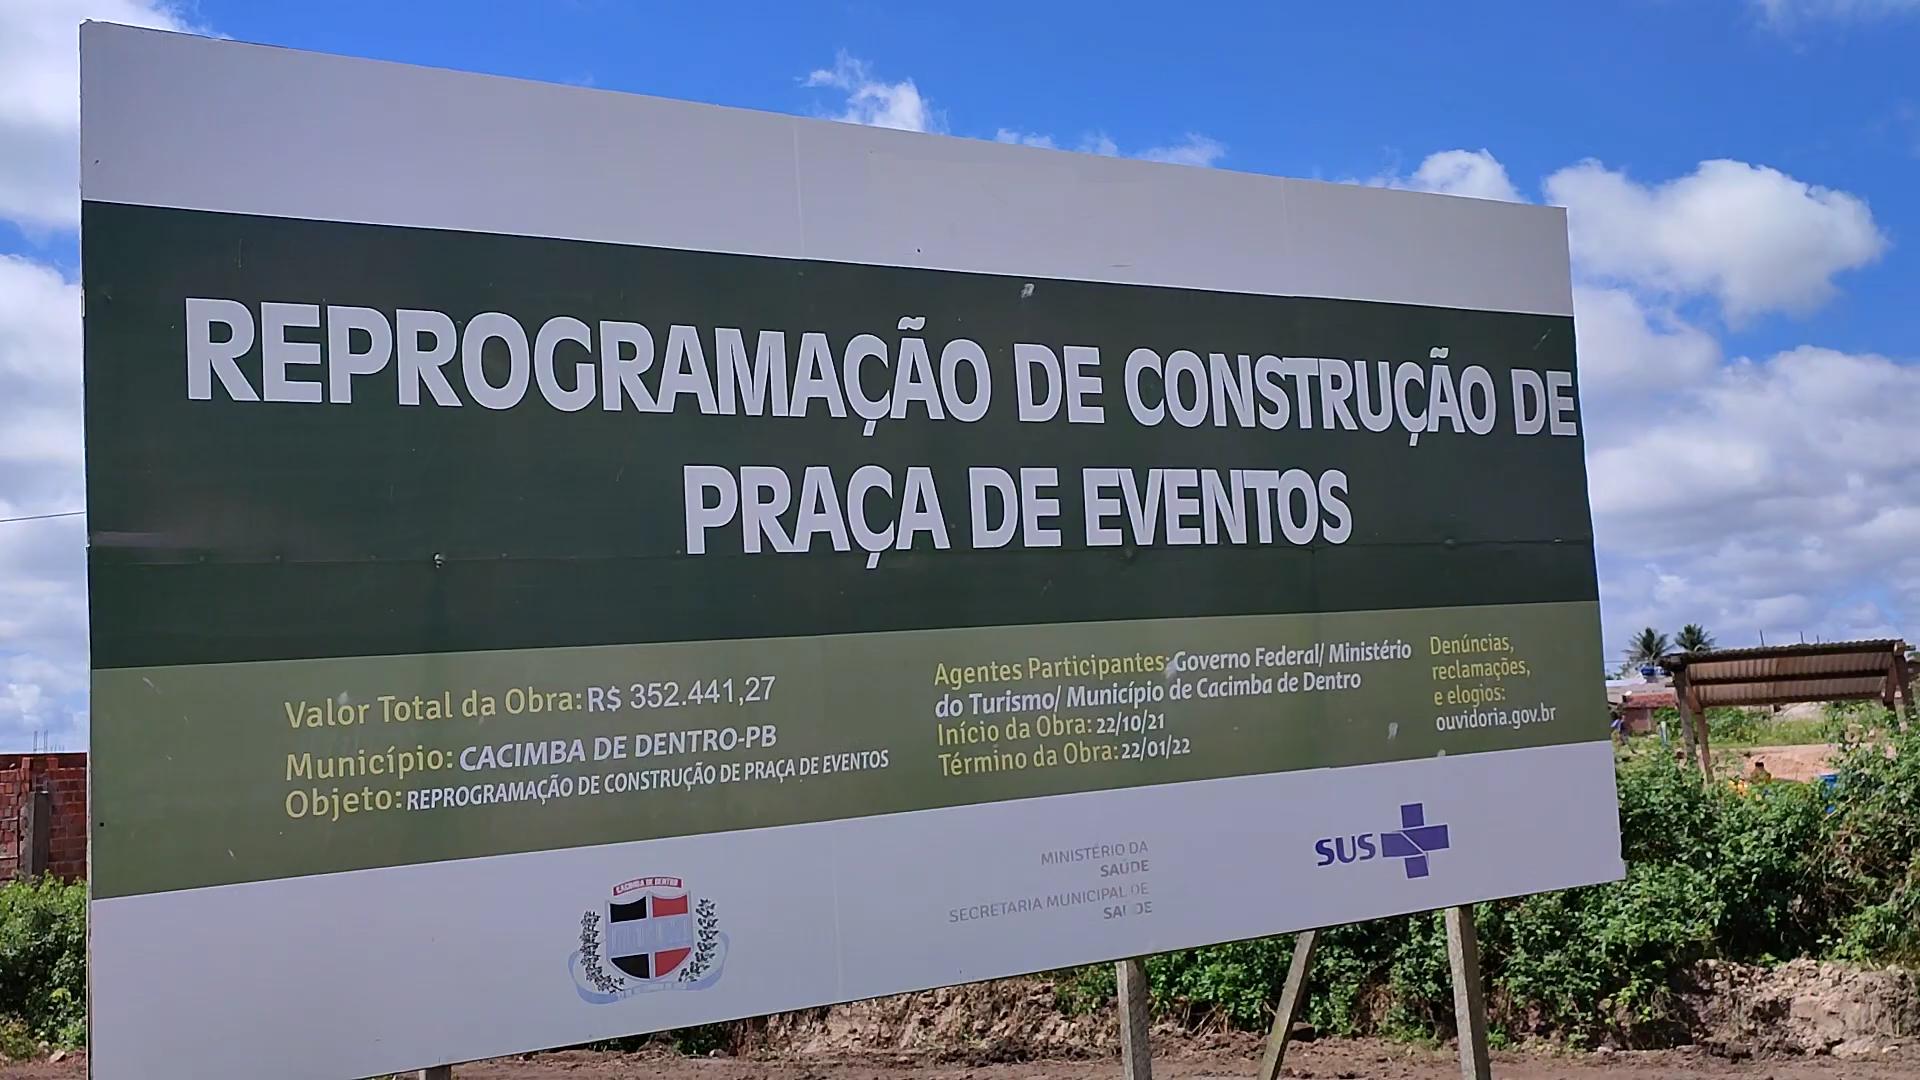 REPROGRAMAÇÃO DE CONSTRUÇÃO DE
PRAÇA DE EVENTOS
Valor Total da Obra: R$ 352.441,27
Município: CACIMBA DE DENTRO-PB
Objeto: REPROGRAMAÇÃO DE CONSTRUÇÃO DE PRAÇA DE EVENTOS
Agentes Participantes: Governo Federal/ Ministério
do Turismo/ Município de Cacimba de Dentro
Início da Obra: 22/10/21
Término da Obra: 22/01/22
Denúncias,
reclamações,
e elogios:
ouvidoria.gov.br
CACIMBA DE DENTRO
MINISTÉRIO DA
SAÚDE
SECRETARIA MUNICIPAL DE
SAÚDE
SUS